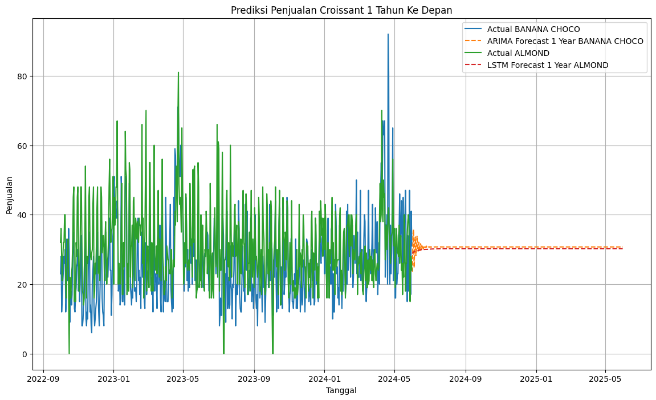 Prediksi Penjualan Croissant 1 Tahun Ke Depan
Actual BANANA CHOCO
ARIMA Forecast 1 Year BANANA CHOCO
Actual ALMOND
LSTM Forecast 1 Year ALMOND
Penjualan
80
60
40
20
0
2022-09 2023-01 2023-05 2023-09 2024-01 2024-05 2024-09 2025-01 2025-05
Tanggal